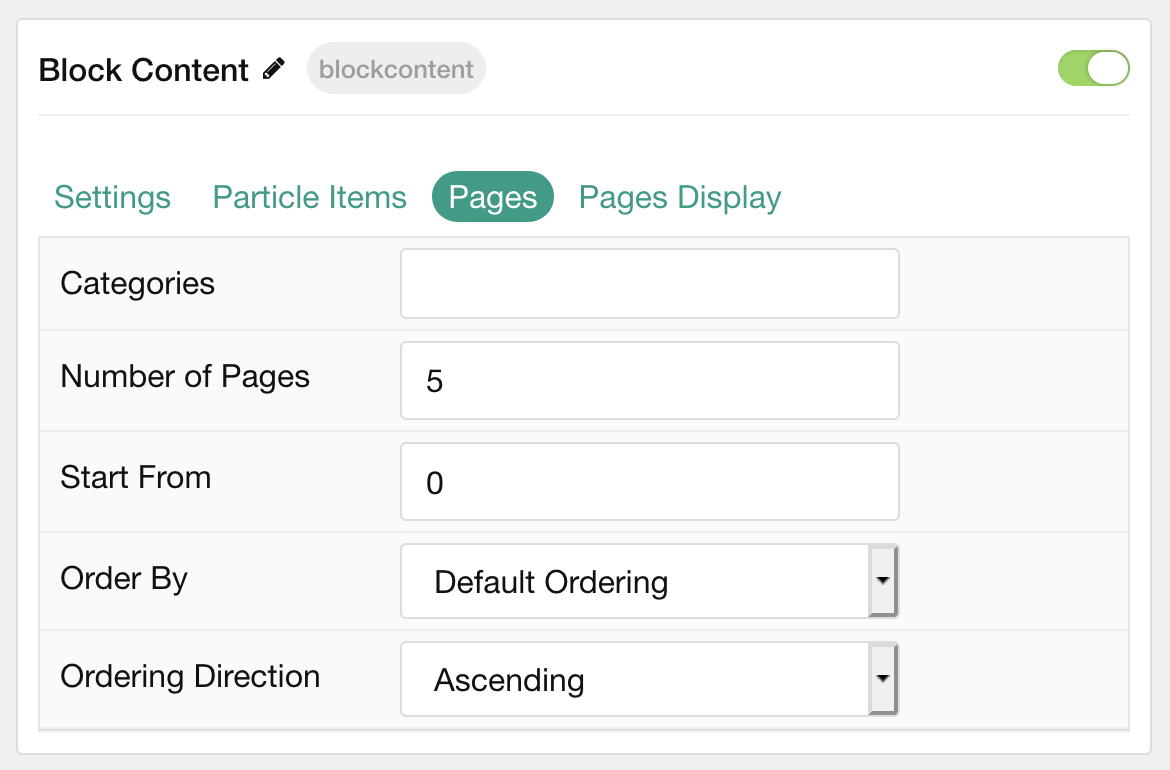 Block Content blockcontent
Settings Particle Items Pages Pages Display
Categories
Number of Pages 5
Start From 0
Order By Default Ordering
Ordering Direction Ascending